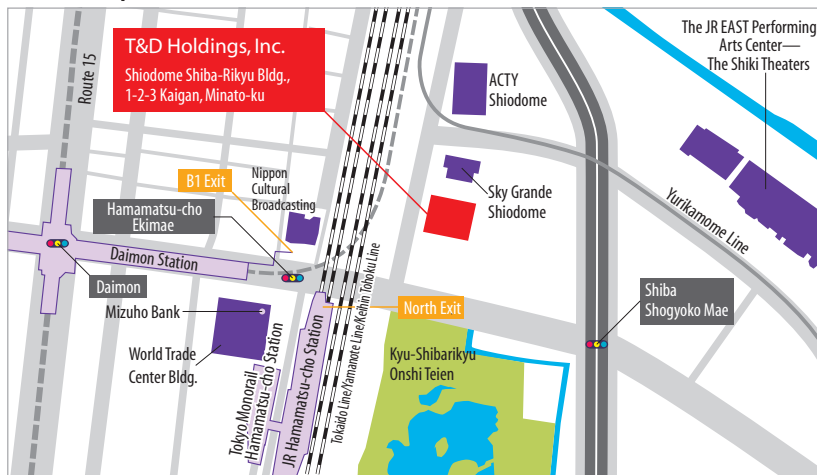 T&D Holdings, Inc.
Shiodome Shiba-Rikyu Bldg.,
1-2-3 Kaigan, Minato-ku
The JR EAST Performing
Arts Center—
The Shiki Theaters
Route 15
ACTY
Shiodome
B1 Exit
Nippon
Cultural
Broadcasting
Sky Grande
Shiodome
Hamamatsu-cho
Ekimae
Yurikamome Line
Daimon Station
Daimon
North Exit
Shiba
Shogyoko Mae
Mizuho Bank
World Trade
Center Bldg.
Tokyo Monorail
Hamamatsu-cho Station
JR Hamamatsu-cho Station
Tokaido Line/Yamanote Line/Keihin Tohoku Line
Kyu-Shibarikyu
Onshi Teien